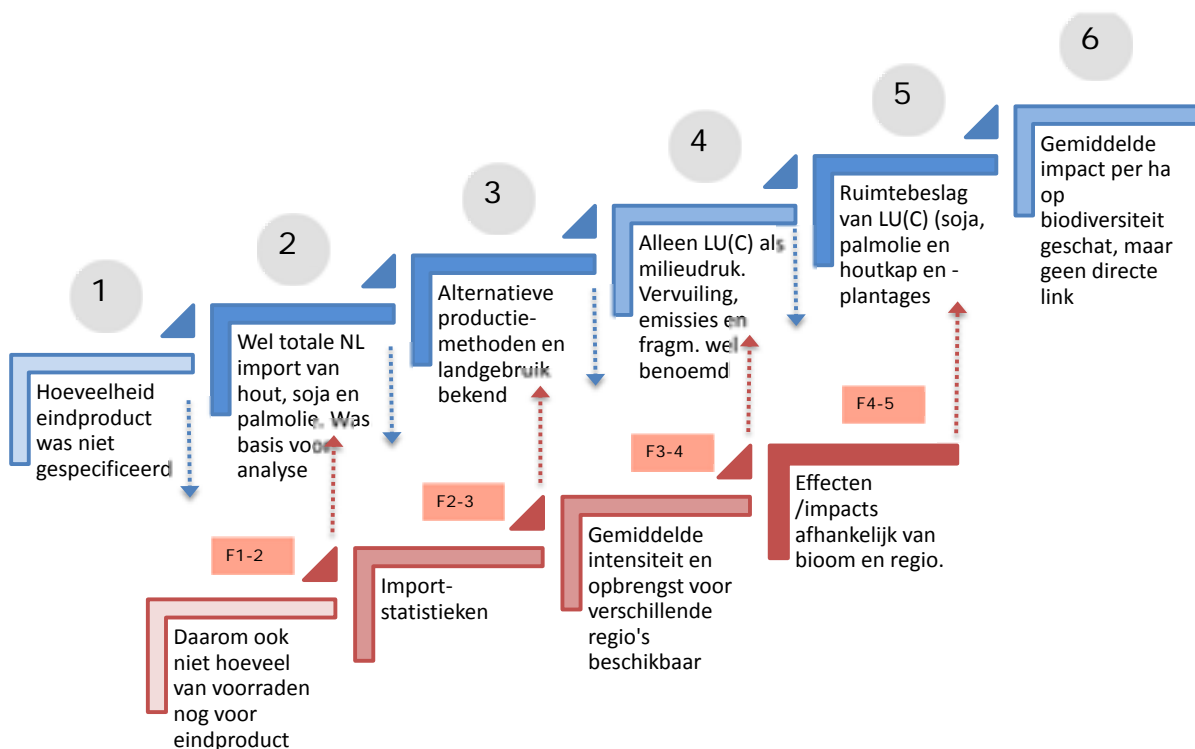 1
Hoeveelheid
eindproduct
was niet
gespecificeerd
2
Wel totale NL
import van
hout, soja en
palmolie. Was
basis voor
analyse
3
Alternatieve
productie-
methoden en
landgebruik
bekend
4
Alleen LU(C) als
milieudruk.
Vervuiling,
emissies en
fragm. wel
benoemd
5
Ruimtebeslag
van LU(C) (soja,
palmolie en
houtkap en -
plantages
6
Gemiddelde
impact per ha
op
biodiversiteit
geschat, maar
geen directe
link
F1-2
Daarom ook
niet hoeveel
van voorraden
nog voor
eindproduct
F2-3
Import-
statistieken
F3-4
Gemiddelde
intensiteit en
opbrengst voor
verschillende
regio's
beschikbaar
F4-5
Effecten
/impacts
afhankelijk van
bioom en regio.